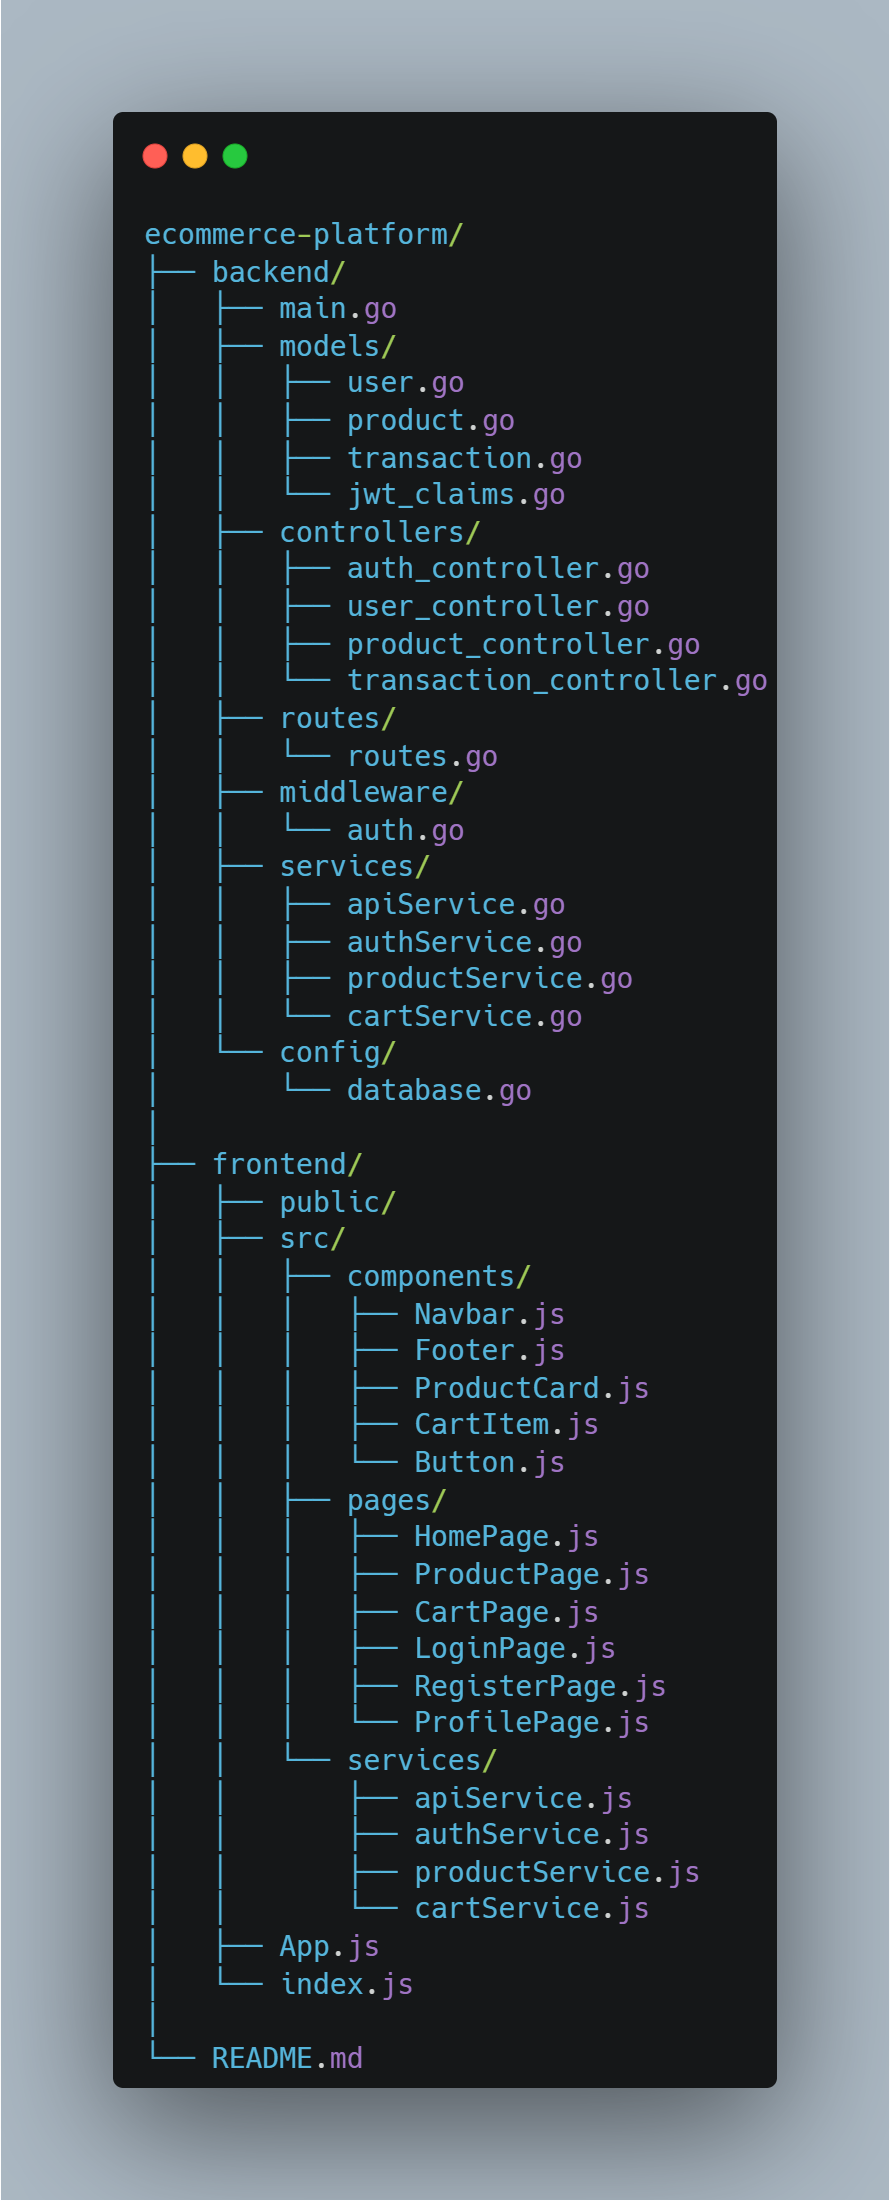 ecommerce-platform/
├── backend/
│   ├── main.go
│   ├── models/
│   │   ├── user.go
│   │   ├── product.go
│   │   ├── transaction.go
│   │   └── jwt_claims.go
│   ├── controllers/
│   │   ├── auth_controller.go
│   │   ├── user_controller.go
│   │   ├── product_controller.go
│   │   └── transaction_controller.go
│   ├── routes/
│   │   └── routes.go
│   ├── middleware/
│   │   └── auth.go
│   ├── services/
│   │   ├── apiService.go
│   │   ├── authService.go
│   │   ├── productService.go
│   │   └── cartService.go
│   └── config/
│       └── database.go
│
├── frontend/
│   ├── public/
│   ├── src/
│   │   ├── components/
│   │   │   ├── Navbar.js
│   │   │   ├── Footer.js
│   │   │   ├── ProductCard.js
│   │   │   ├── CartItem.js
│   │   │   └── Button.js
│   │   ├── pages/
│   │   │   ├── HomePage.js
│   │   │   ├── ProductPage.js
│   │   │   ├── CartPage.js
│   │   │   ├── LoginPage.js
│   │   │   ├── RegisterPage.js
│   │   │   └── ProfilePage.js
│   │   └── services/
│   │       ├── apiService.js
│   │       ├── authService.js
│   │       ├── productService.js
│   │       └── cartService.js
│   ├── App.js
│   └── index.js
│
└── README.md